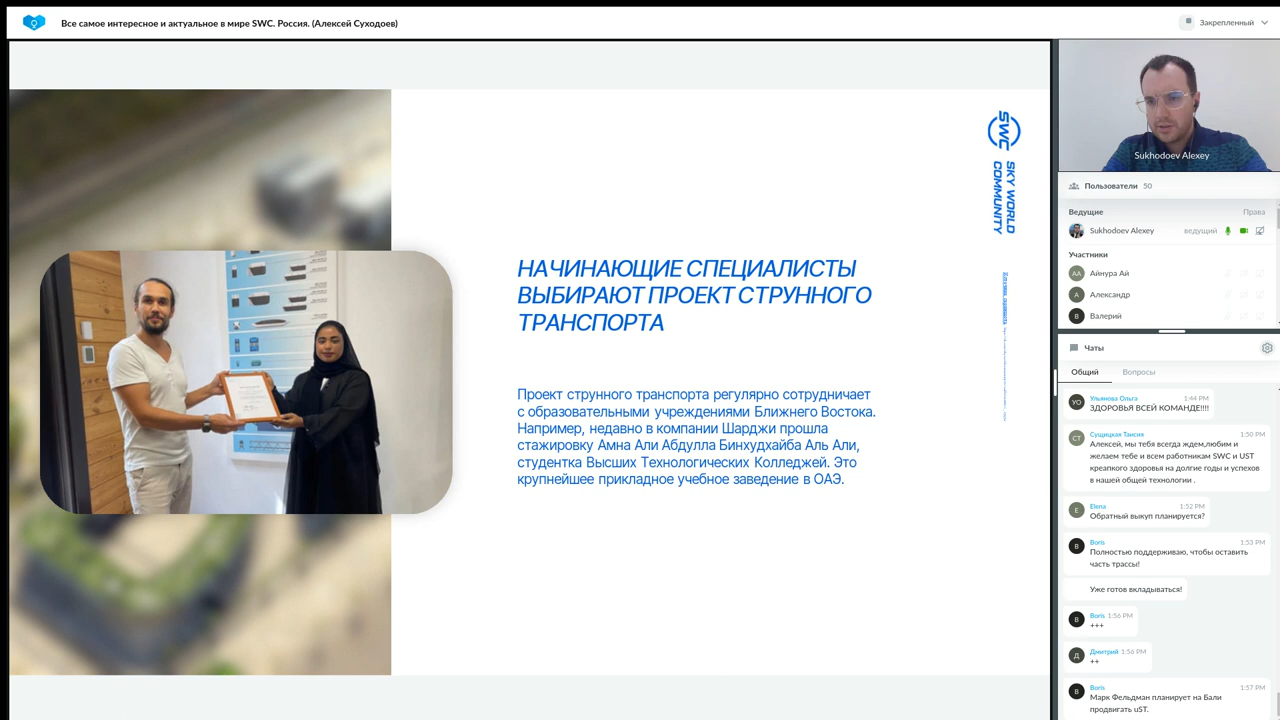 Все самое интересное и актуальное в мире SWC. Россия. (Алексей Суходоев)
Закрепленный
SWC
SKY WORLD
COMMUNITY
НАЧИНАЮЩИЕ СПЕЦИАЛИСТЫ
ВЫБИРАЮТ ПРОЕКТ СТРУННОГО
ТРАНСПОРТА
Проект струнного транспорта регулярно сотрудничает
с образовательными учреждениями Ближнего Востока.
Например, недавно в компании Шарджи прошла
стажировку Амна Али Абдулла Бинхудхайба Аль Али,
студентка Высших Технологических Колледжей. Это
крупнейшее прикладное учебное заведение в ОАЭ.
Sukhodoev Alexey
Пользователи 50
Ведущие Права
Sukhodoev Alexey ведущий
Участники
АА Айнура Ай
А Александр
В Валерий
Чаты
Общий Вопросы
УО Ульянова Ольга 1:44 PM
ЗДОРОВЬЯ ВСЕЙ КОМАНДЕ!!!!
СТ Сущицкая Таисия 1:50 PM
Алексей, мы тебя всегда ждем,любим и
желаем тебе и всем работникам SWC и UST
креапкого здоровья на долгие годы и успехов
в нашей общей технологии .
E Elena 1:52 PM
Обратный выкуп планируется?
B Boris 1:53 PM
Полностью поддерживаю, чтобы оставить
часть трассы!
Уже готов вкладываться!
B Boris 1:56 PM
+++
Д Дмитрий 1:56 PM
++
B Boris 1:57 PM
Марк Фельдман планирует на Бали
продвигать uST.